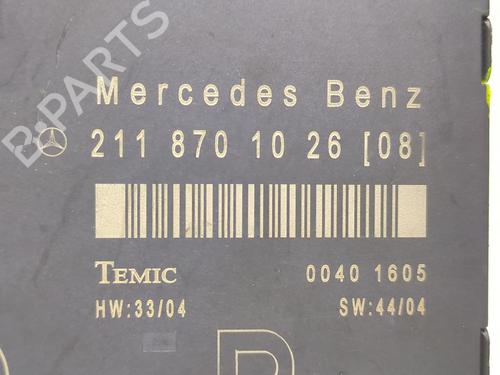 B-PARTS
Mercedes Benz
211 870 10 26 [08]
TEMIC 0040 1605
HW:33/04 SW:44/04